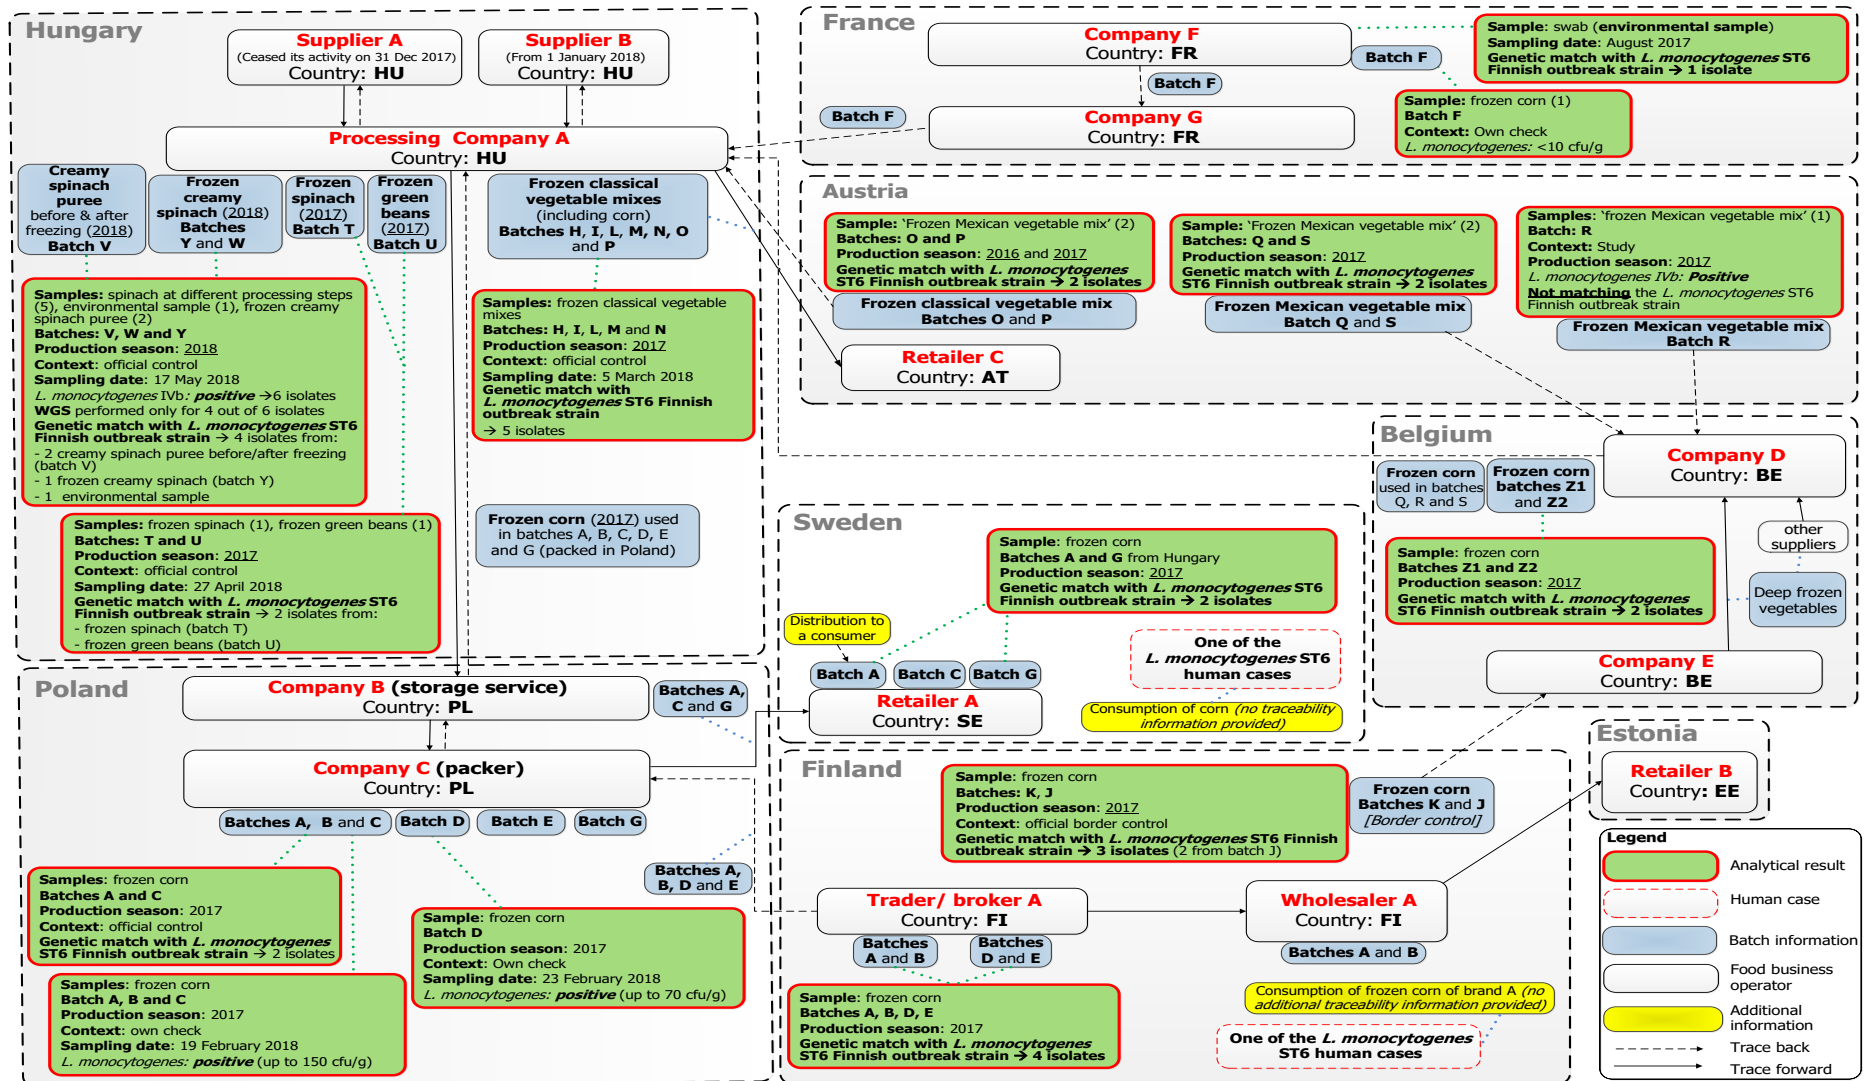 Hungary
Supplier A
(Ceased its activity on 31 Dec 2017)
Country: HU
Supplier B
(From 1 January 2018)
Country: HU
Processing Company A
Country: HU
Creamy
spinach
puree
before & after
freezing (2018)
Batch V
Frozen
creamy
spinach (2018)
Batches
Y and W
Frozen
spinach
(2017)
Batch T
Frozen
green
beans
(2017)
Batch U
Frozen classical
vegetable mixes
(including corn)
Batches H, I, L, M, N, O
and P
Samples: spinach at different processing steps
(5), environmental sample (1), frozen creamy
spinach puree (2)
Batches: V, W and Y
Production season: 2018
Context: official control
Sampling date: 17 May 2018
L. monocytogenes IVb: positive →6 isolates
WGS performed only for 4 out of 6 isolates
Genetic match with L. monocytogenes ST6
Finnish outbreak strain → 4 isolates from:
- 2 creamy spinach puree before/after freezing
(batch V)
- 1 frozen creamy spinach (batch Y)
- 1 environmental sample
Samples: frozen classical vegetable
mixes
Batches: H, I, L, M and N
Production season: 2017
Context: official control
Sampling date: 5 March 2018
Genetic match with
L. monocytogenes ST6 Finnish
outbreak strain
→ 5 isolates
Samples: frozen spinach (1), frozen green beans (1)
Batches: T and U
Production season: 2017
Context: official control
Sampling date: 27 April 2018
Genetic match with L. monocytogenes ST6
Finnish outbreak strain → 2 isolates from:
- frozen spinach (batch T)
- frozen green beans (batch U)
Frozen corn (2017) used
in batches A, B, C, D, E
and G (packed in Poland)
France
Company F
Country: FR
Batch F
Batch F
Batch F
Company G
Country: FR
Sample: swab (environmental sample)
Sampling date: August 2017
Genetic match with L. monocytogenes ST6
Finnish outbreak strain → 1 isolate
Sample: frozen corn (1)
Batch F
Context: Own check
L. monocytogenes: <10 cfu/g
Austria
Sample: ‘Frozen Mexican vegetable mix’ (2)
Batches: O and P
Production season: 2016 and 2017
Genetic match with L. monocytogenes
ST6 Finnish outbreak strain → 2 isolates
Frozen classical vegetable mix
Batches O and P
Sample: ‘Frozen Mexican vegetable mix’ (2)
Batches: Q and S
Production season: 2017
Genetic match with L. monocytogenes
ST6 Finnish outbreak strain → 2 isolates
Frozen Mexican vegetable mix
Batch Q and S
Samples: ‘frozen Mexican vegetable mix’ (1)
Batch: R
Context: Study
Production season: 2017
L. monocytogenes IVb: Positive
Not matching the L. monocytogenes ST6
Finnish outbreak strain
Frozen Mexican vegetable mix
Batch R
Retailer C
Country: AT
Belgium
Company D
Country: BE
Frozen corn
used in batches
Q, R and S
Frozen corn
batches Z1
and Z2
other
suppliers
Deep frozen
vegetables
Sample: frozen corn
Batches Z1 and Z2
Production season: 2017
Genetic match with L. monocytogenes
ST6 Finnish outbreak strain → 2 isolates
Company E
Country: BE
Sweden
Sample: frozen corn
Batches A and G from Hungary
Production season: 2017
Genetic match with L. monocytogenes ST6
Finnish outbreak strain → 2 isolates
Distribution to
a consumer
Batch A
Batch C
Batch G
Retailer A
Country: SE
One of the
L. monocytogenes ST6
human cases
Consumption of corn (no traceability
information provided)
Poland
Company B (storage service)
Country: PL
Batches A,
C and G
Company C (packer)
Country: PL
Batches A, B and C
Batch D
Batch E
Batch G
Batches A,
B, D and E
Samples: frozen corn
Batches A and C
Production season: 2017
Context: official control
Genetic match with L. monocytogenes
ST6 Finnish outbreak strain → 2 isolates
Sample: frozen corn
Batch D
Production season: 2017
Context: Own check
Sampling date: 23 February 2018
L. monocytogenes: positive (up to 70 cfu/g)
Samples: frozen corn
Batch A, B and C
Production season: 2017
Context: own check
Sampling date: 19 February 2018
L. monocytogenes: positive (up to 150 cfu/g)
Finland
Sample: frozen corn
Batches: K, J
Production season: 2017
Context: official border control
Genetic match with L. monocytogenes ST6 Finnish
outbreak strain → 3 isolates (2 from batch J)
Frozen corn
Batches K and J
[Border control]
Trader/ broker A
Country: FI
Batches
A and B
Batches
D and E
Wholesaler A
Country: FI
Batches A and B
Sample: frozen corn
Batches A, B, D, E
Production season: 2017
Genetic match with L. monocytogenes
ST6 Finnish outbreak strain → 4 isolates
Consumption of frozen corn of brand A (no
additional traceability information provided)
One of the L. monocytogenes
ST6 human cases
Estonia
Retailer B
Country: EE
Legend
Analytical result
Human case
Batch information
Food business
operator
Additional
information
Trace back
Trace forward